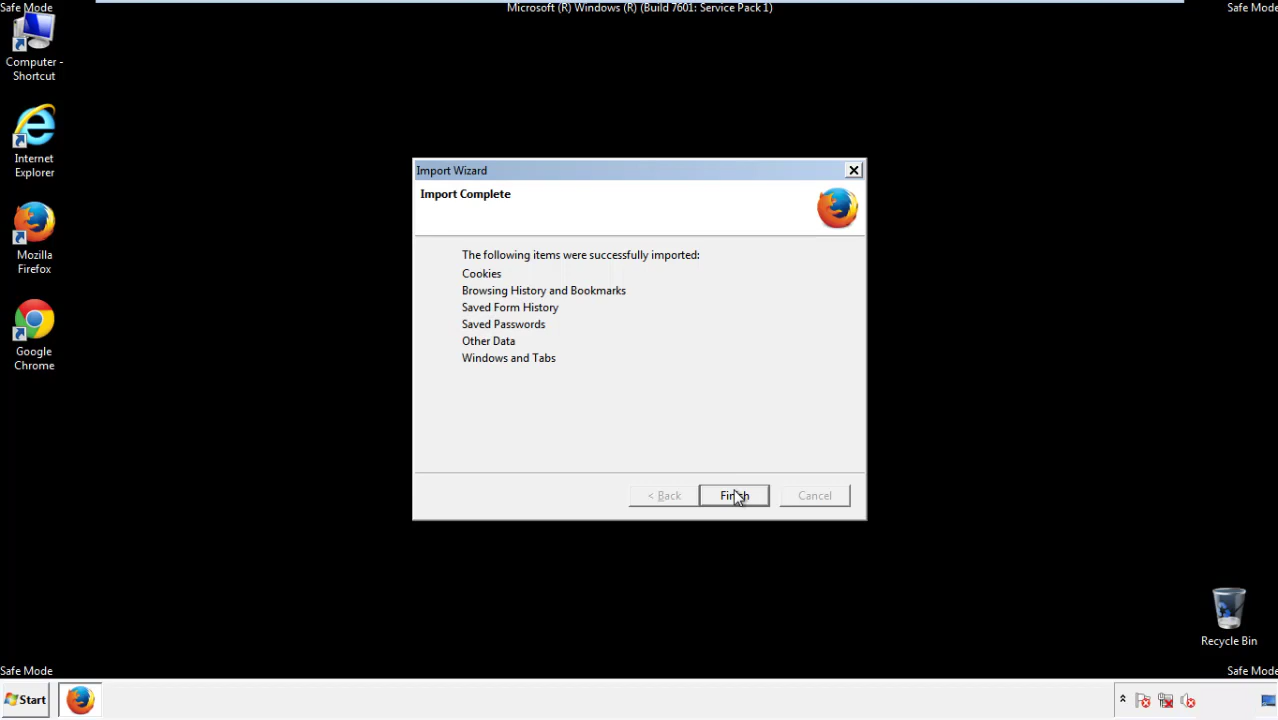 Safe Mode
Microsoft (R) Windows (R) (Build 7601: Service Pack 1)
Safe Mode
Computer -
Shortcut
Internet
Explorer
Mozilla
Firefox
Google
Chrome
Import Wizard
Import Complete
The following items were successfully imported:
Cookies
Browsing History and Bookmarks
Saved Form History
Saved Passwords
Other Data
Windows and Tabs
< Back
Finish
Cancel
Recycle Bin
Safe Mode
Safe Mode
Start